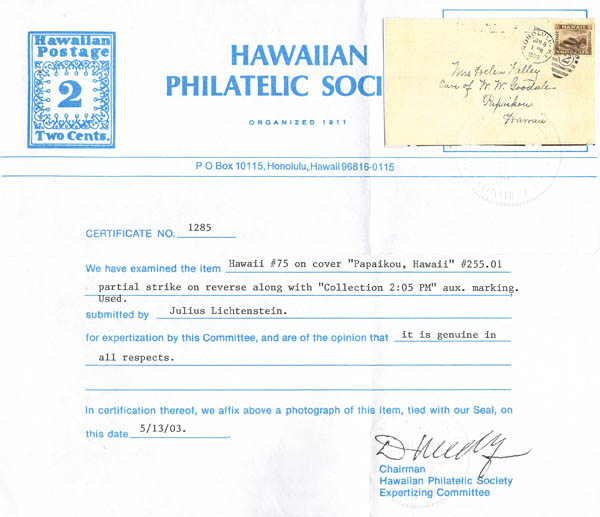 Hawaiian
Postage
2
Two Cents.
HAWAIIAN
PHILATELIC SOCI
ORGANIZED 1911
HONOLULU
1 PM
HAWAII
Mrs Helen Kelley
Care of W. W. Goodale
Papaikou
Hawaii
P O Box 10115, Honolulu, Hawaii 96816-0115
CERTIFICATE NO. 1285
We have examined the item Hawaii #75 on cover "Papaikou, Hawaii" #255.01
partial strike on reverse along with "Collection 2:05 PM" aux. marking.
Used.
submitted by Julius Lichtenstein.
for expertization by this Committee, and are of the opinion that it is genuine in
all respects.
In certification thereof, we affix above a photograph of this item, tied with our Seal, on
this date 5/13/03.
Chairman
Hawaiian Philatelic Society
Expertizing Committee